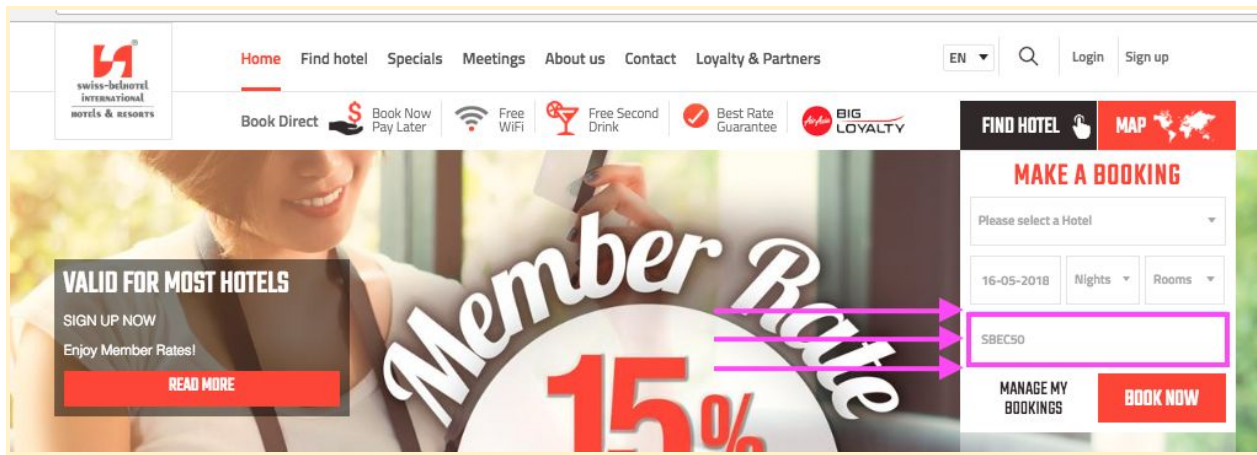 swiss-belhotel
international
HOTELS & RESORTS
Home Find hotel Specials Meetings About us Contact Loyalty & Partners
EN Login Sign up
Book Direct
Book Now
Pay Later
Free
WiFi
Free Second
Drink
Best Rate
Guarantee
AirAsia
BIG
LOYALTY
FIND HOTEL MAP
MAKE A BOOKING
Please select a Hotel
16-05-2018 Nights Rooms
SBEC50
MANAGE MY
BOOKINGS
BOOK NOW
VALID FOR MOST HOTELS
SIGN UP NOW
Enjoy Member Rates!
READ MORE
Member Rate
15%